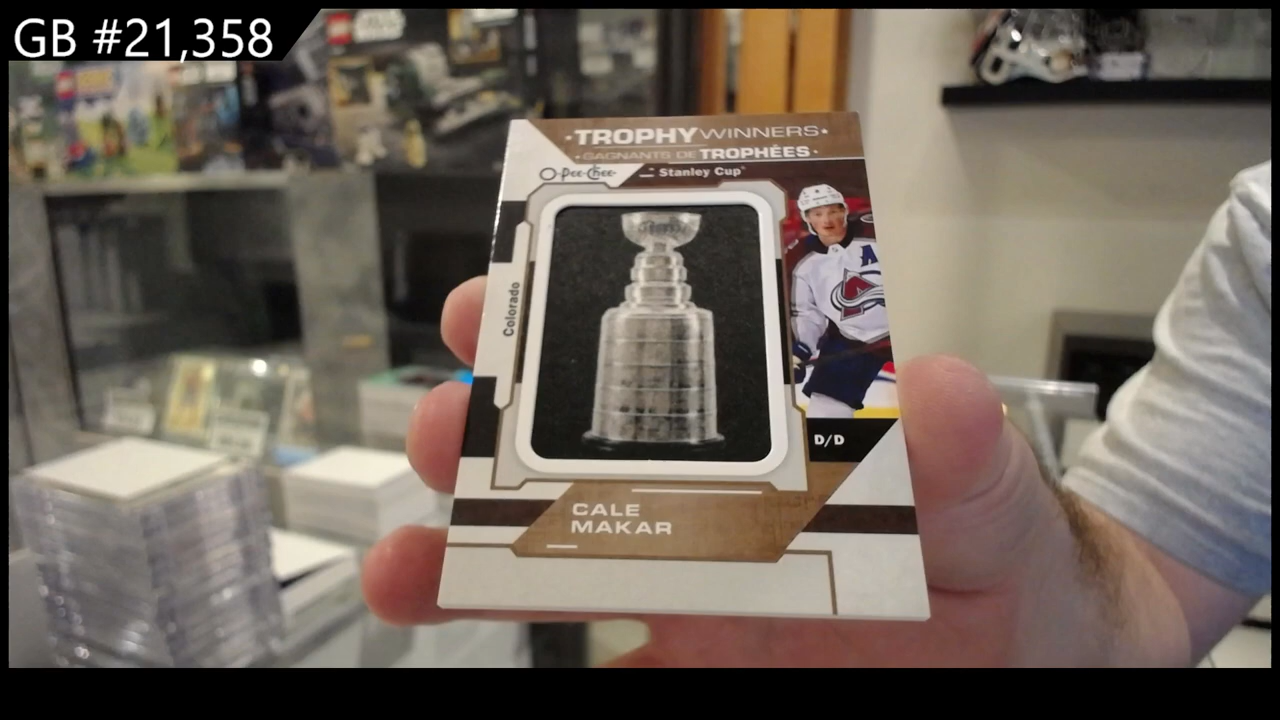 GB #21,358
·TROPHY WINNERS·
·GAGNANTS DE TROPHÉES·
O-Pee-Chee
Stanley Cup
Colorado
A
D/D
CALE
MAKAR